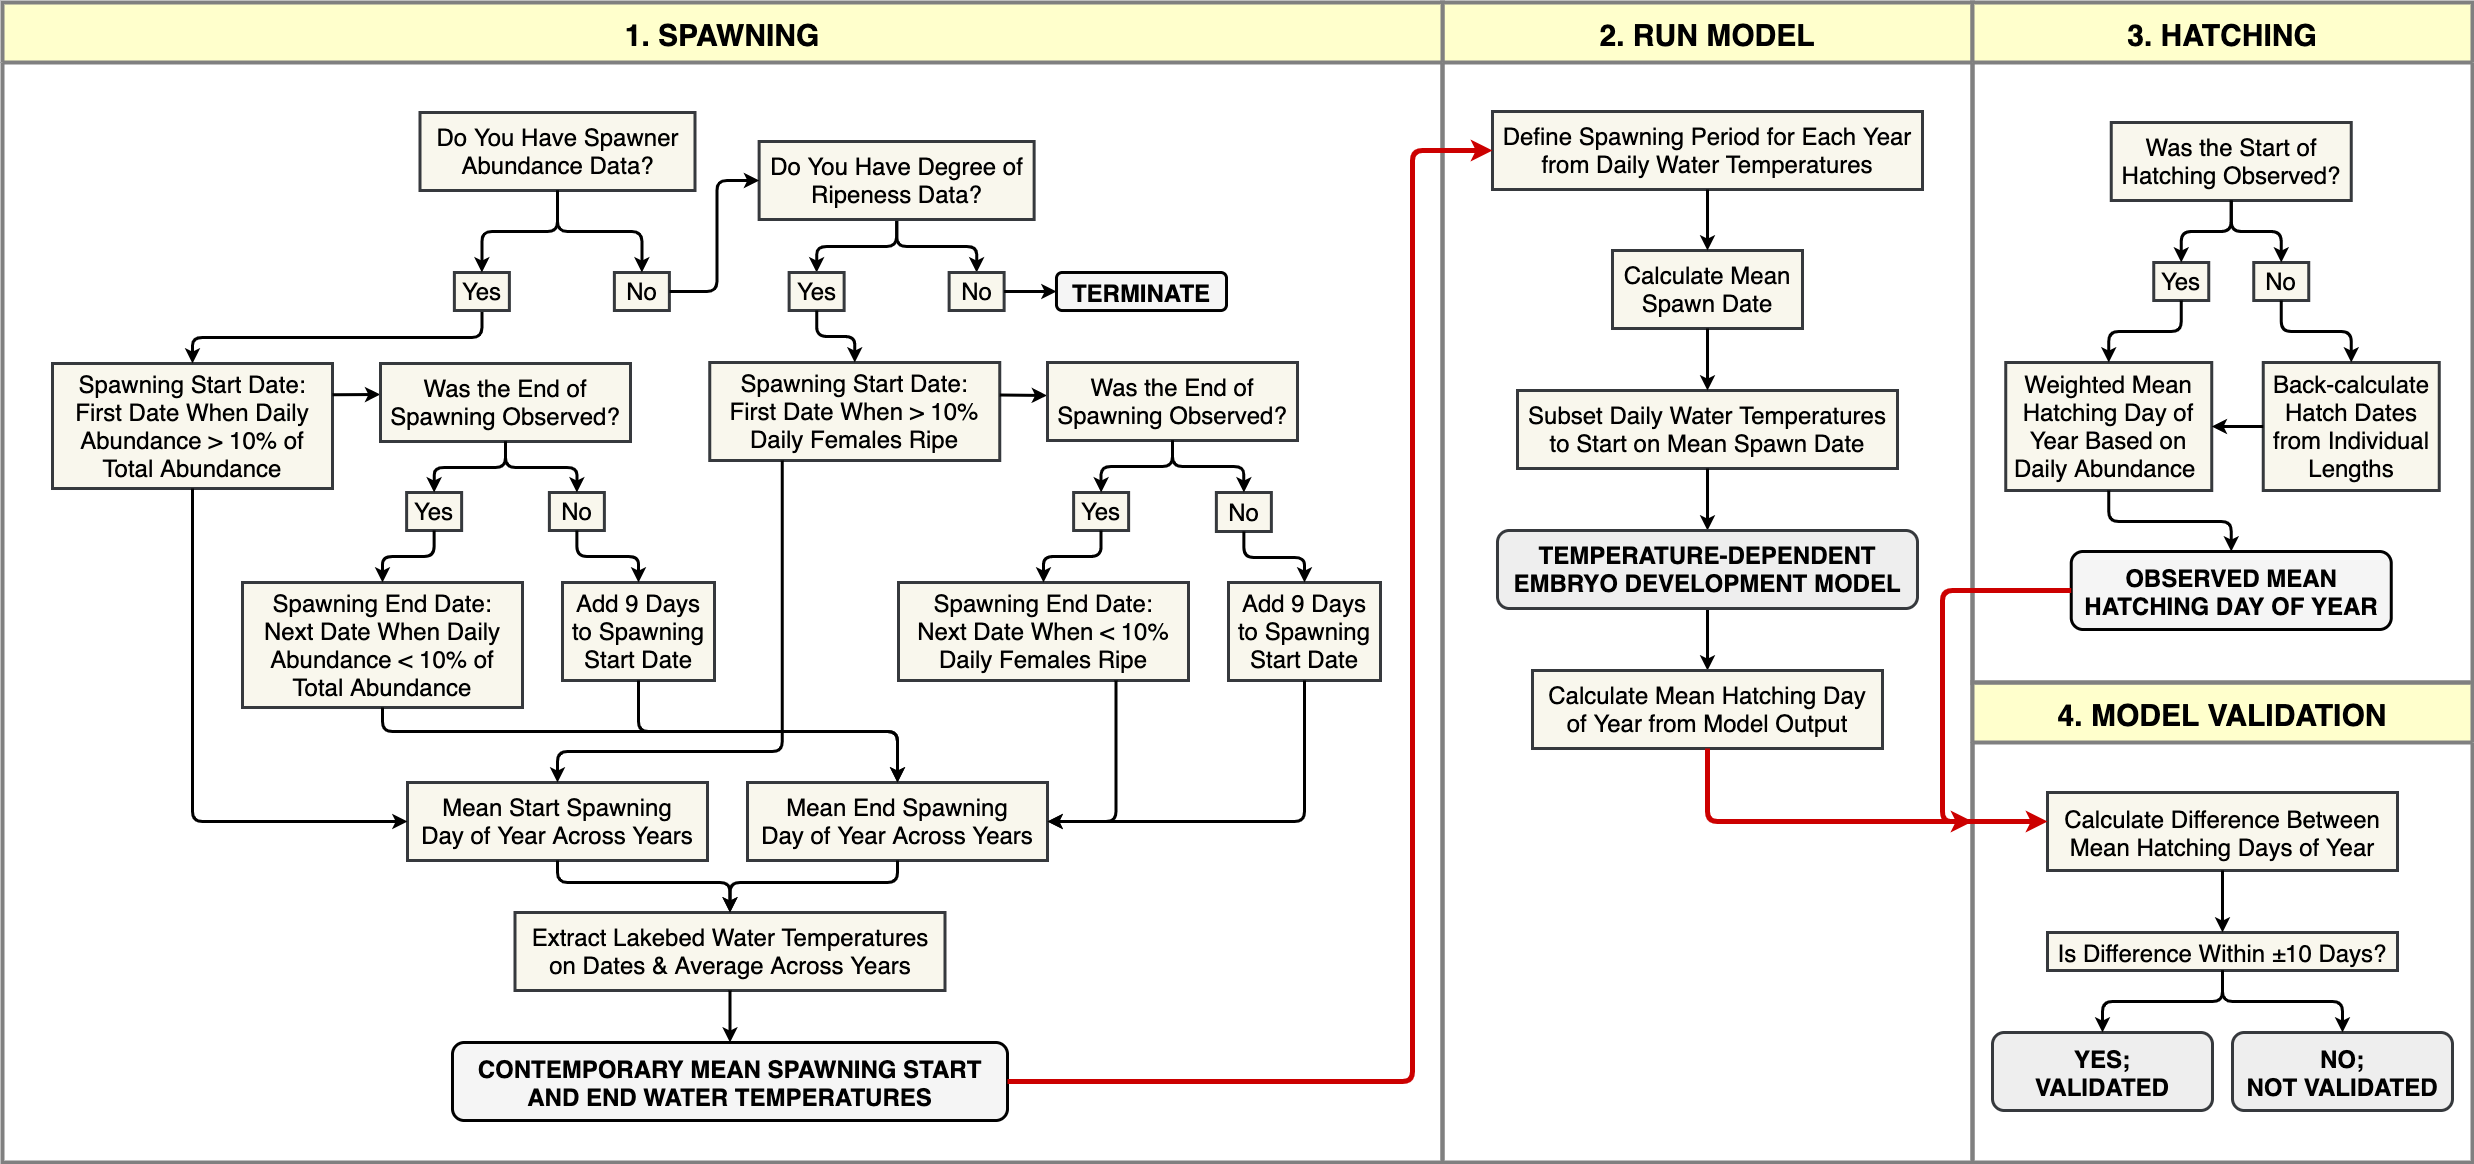 1. SPAWNING
Do You Have Spawner
Abundance Data?
Do You Have Degree of
Ripeness Data?
Yes
No
Yes
No
TERMINATE
Spawning Start Date:
First Date When Daily
Abundance > 10% of
Total Abundance
Was the End of
Spawning Observed?
Spawning Start Date:
First Date When > 10%
Daily Females Ripe
Was the End of
Spawning Observed?
Yes
No
Yes
No
Spawning End Date:
Next Date When Daily
Abundance < 10% of
Total Abundance
Add 9 Days
to Spawning
Start Date
Spawning End Date:
Next Date When < 10%
Daily Females Ripe
Add 9 Days
to Spawning
Start Date
Mean Start Spawning
Day of Year Across Years
Mean End Spawning
Day of Year Across Years
Extract Lakebed Water Temperatures
on Dates & Average Across Years
CONTEMPORARY MEAN SPAWNING START
AND END WATER TEMPERATURES
2. RUN MODEL
Define Spawning Period for Each Year
from Daily Water Temperatures
Calculate Mean
Spawn Date
Subset Daily Water Temperatures
to Start on Mean Spawn Date
TEMPERATURE-DEPENDENT
EMBRYO DEVELOPMENT MODEL
Calculate Mean Hatching Day
of Year from Model Output
3. HATCHING
Was the Start of
Hatching Observed?
Yes
No
Weighted Mean
Hatching Day of
Year Based on
Daily Abundance
Back-calculate
Hatch Dates
from Individual
Lengths
OBSERVED MEAN
HATCHING DAY OF YEAR
4. MODEL VALIDATION
Calculate Difference Between
Mean Hatching Days of Year
Is Difference Within ±10 Days?
YES;
VALIDATED
NO;
NOT VALIDATED